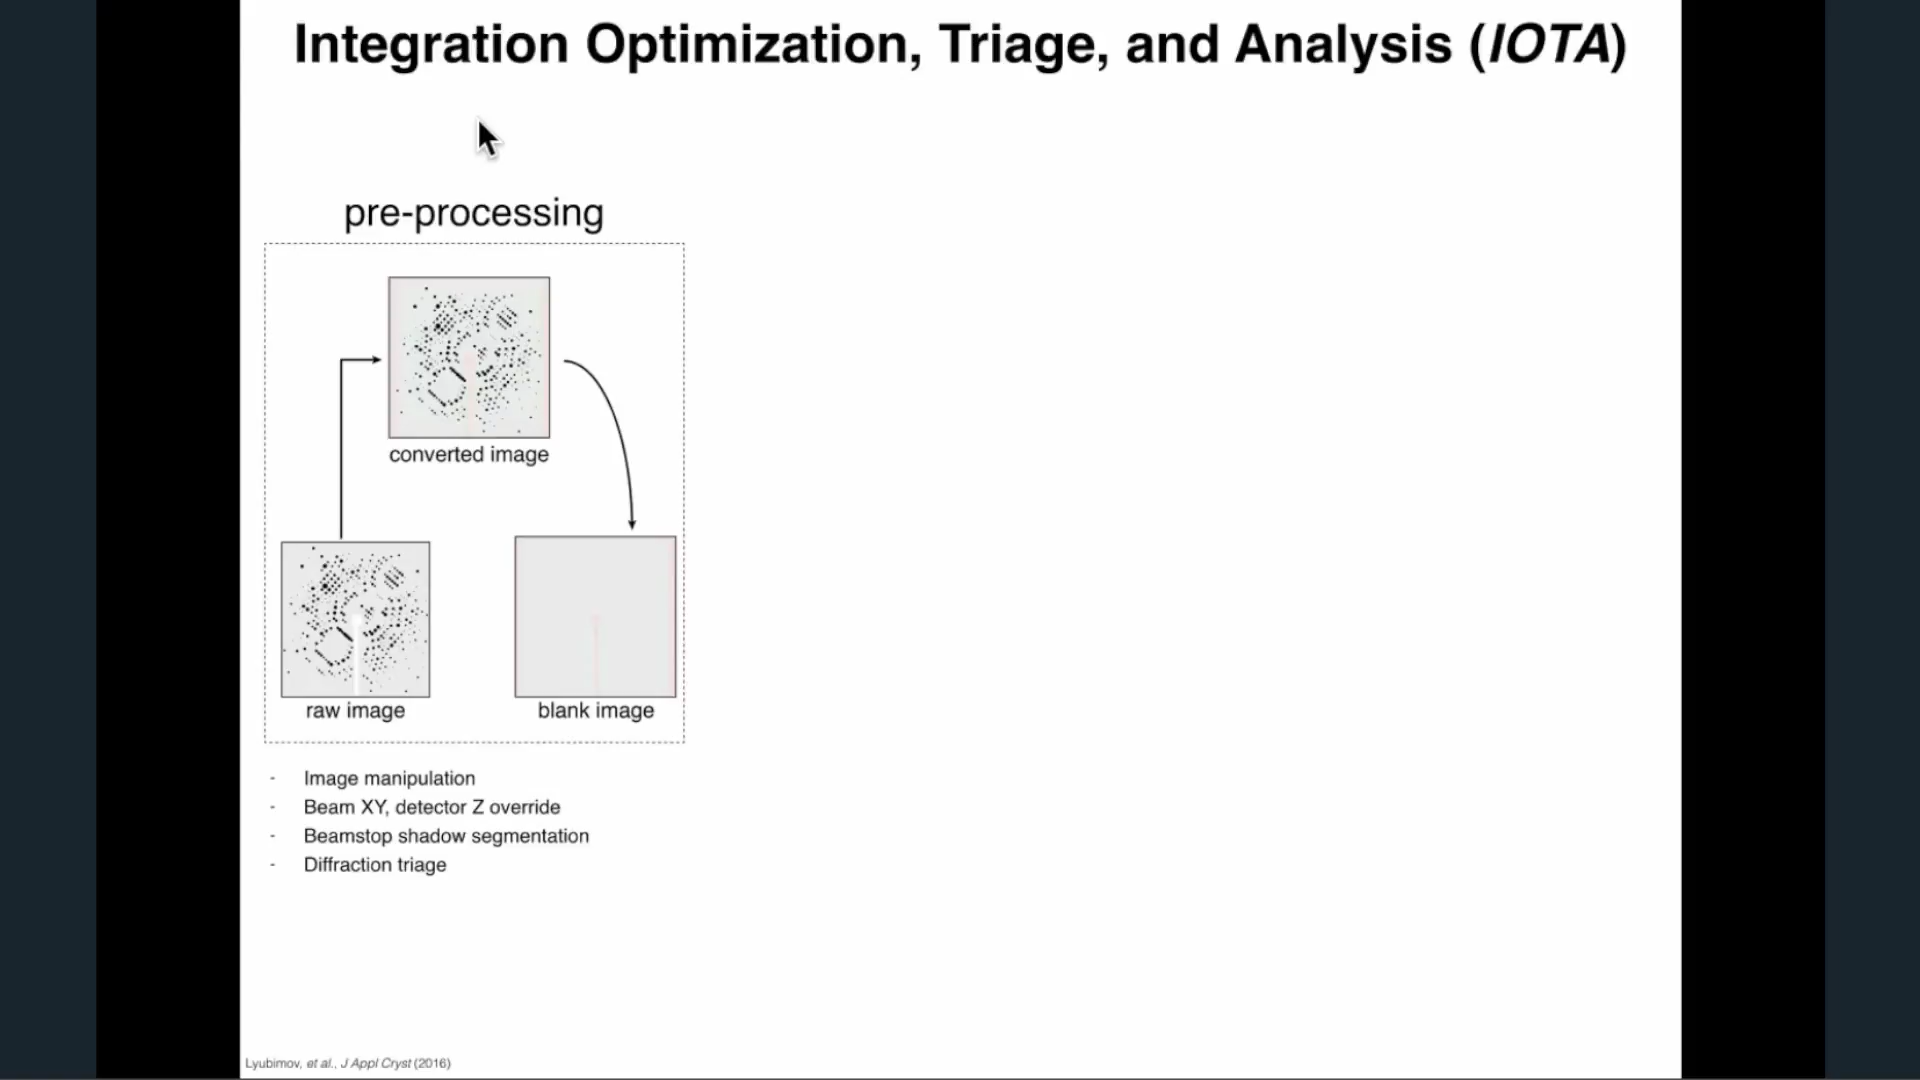 Integration Optimization, Triage, and Analysis (IOTA)
pre-processing
converted image
raw image
blank image
- Image manipulation
- Beam XY, detector Z override
- Beamstop shadow segmentation
- Diffraction triage
Lyubimov, et al., J Appl Cryst (2016)